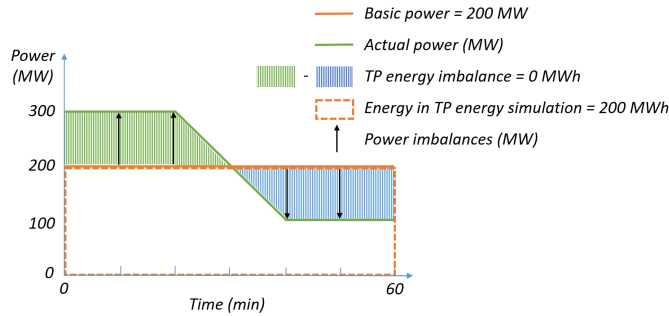 Basic power = 200 MW
Actual power (MW)
- TP energy imbalance = 0 MWh
Energy in TP energy simulation = 200 MWh
Power imbalances (MW)
Power
(MW)
300
200
100
0
0
60
Time (min)